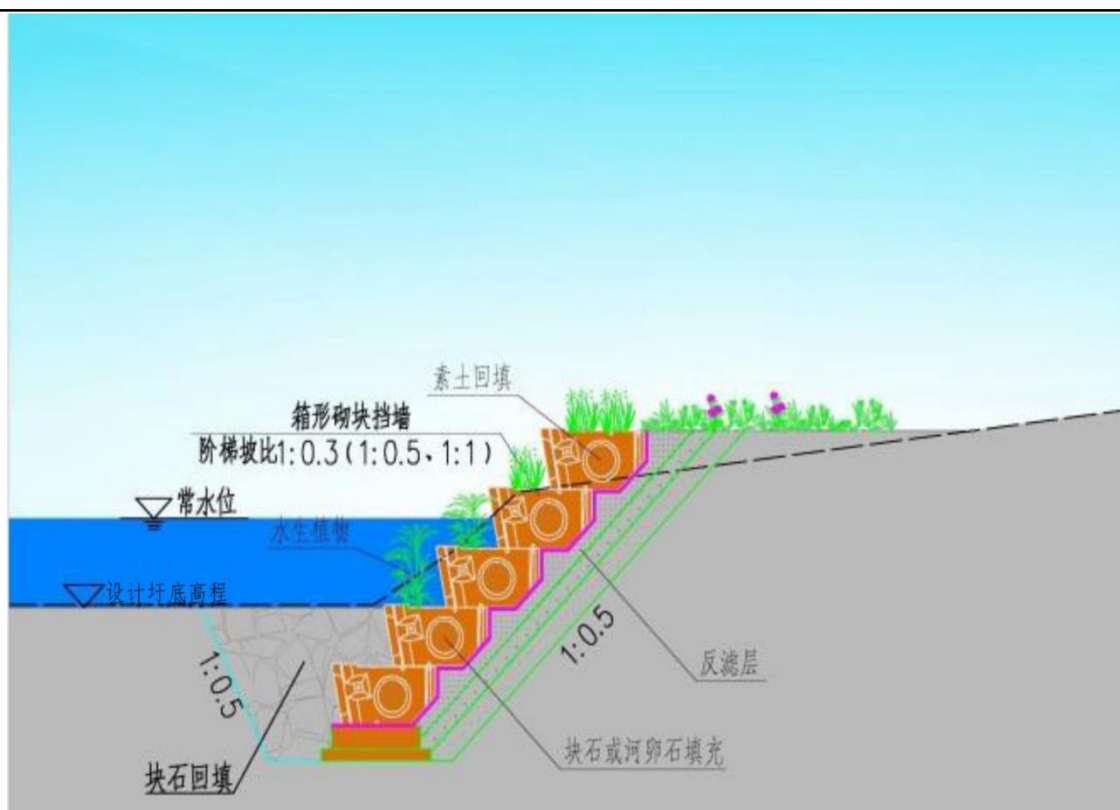 素土回填
箱形砌块挡墙
阶梯坡比1:0.3(1:0.5、1:1)
常水位
水生植物
设计圩底高程
1:0.5
1:0.5
反滤层
块石或河卵石填充
块石回填